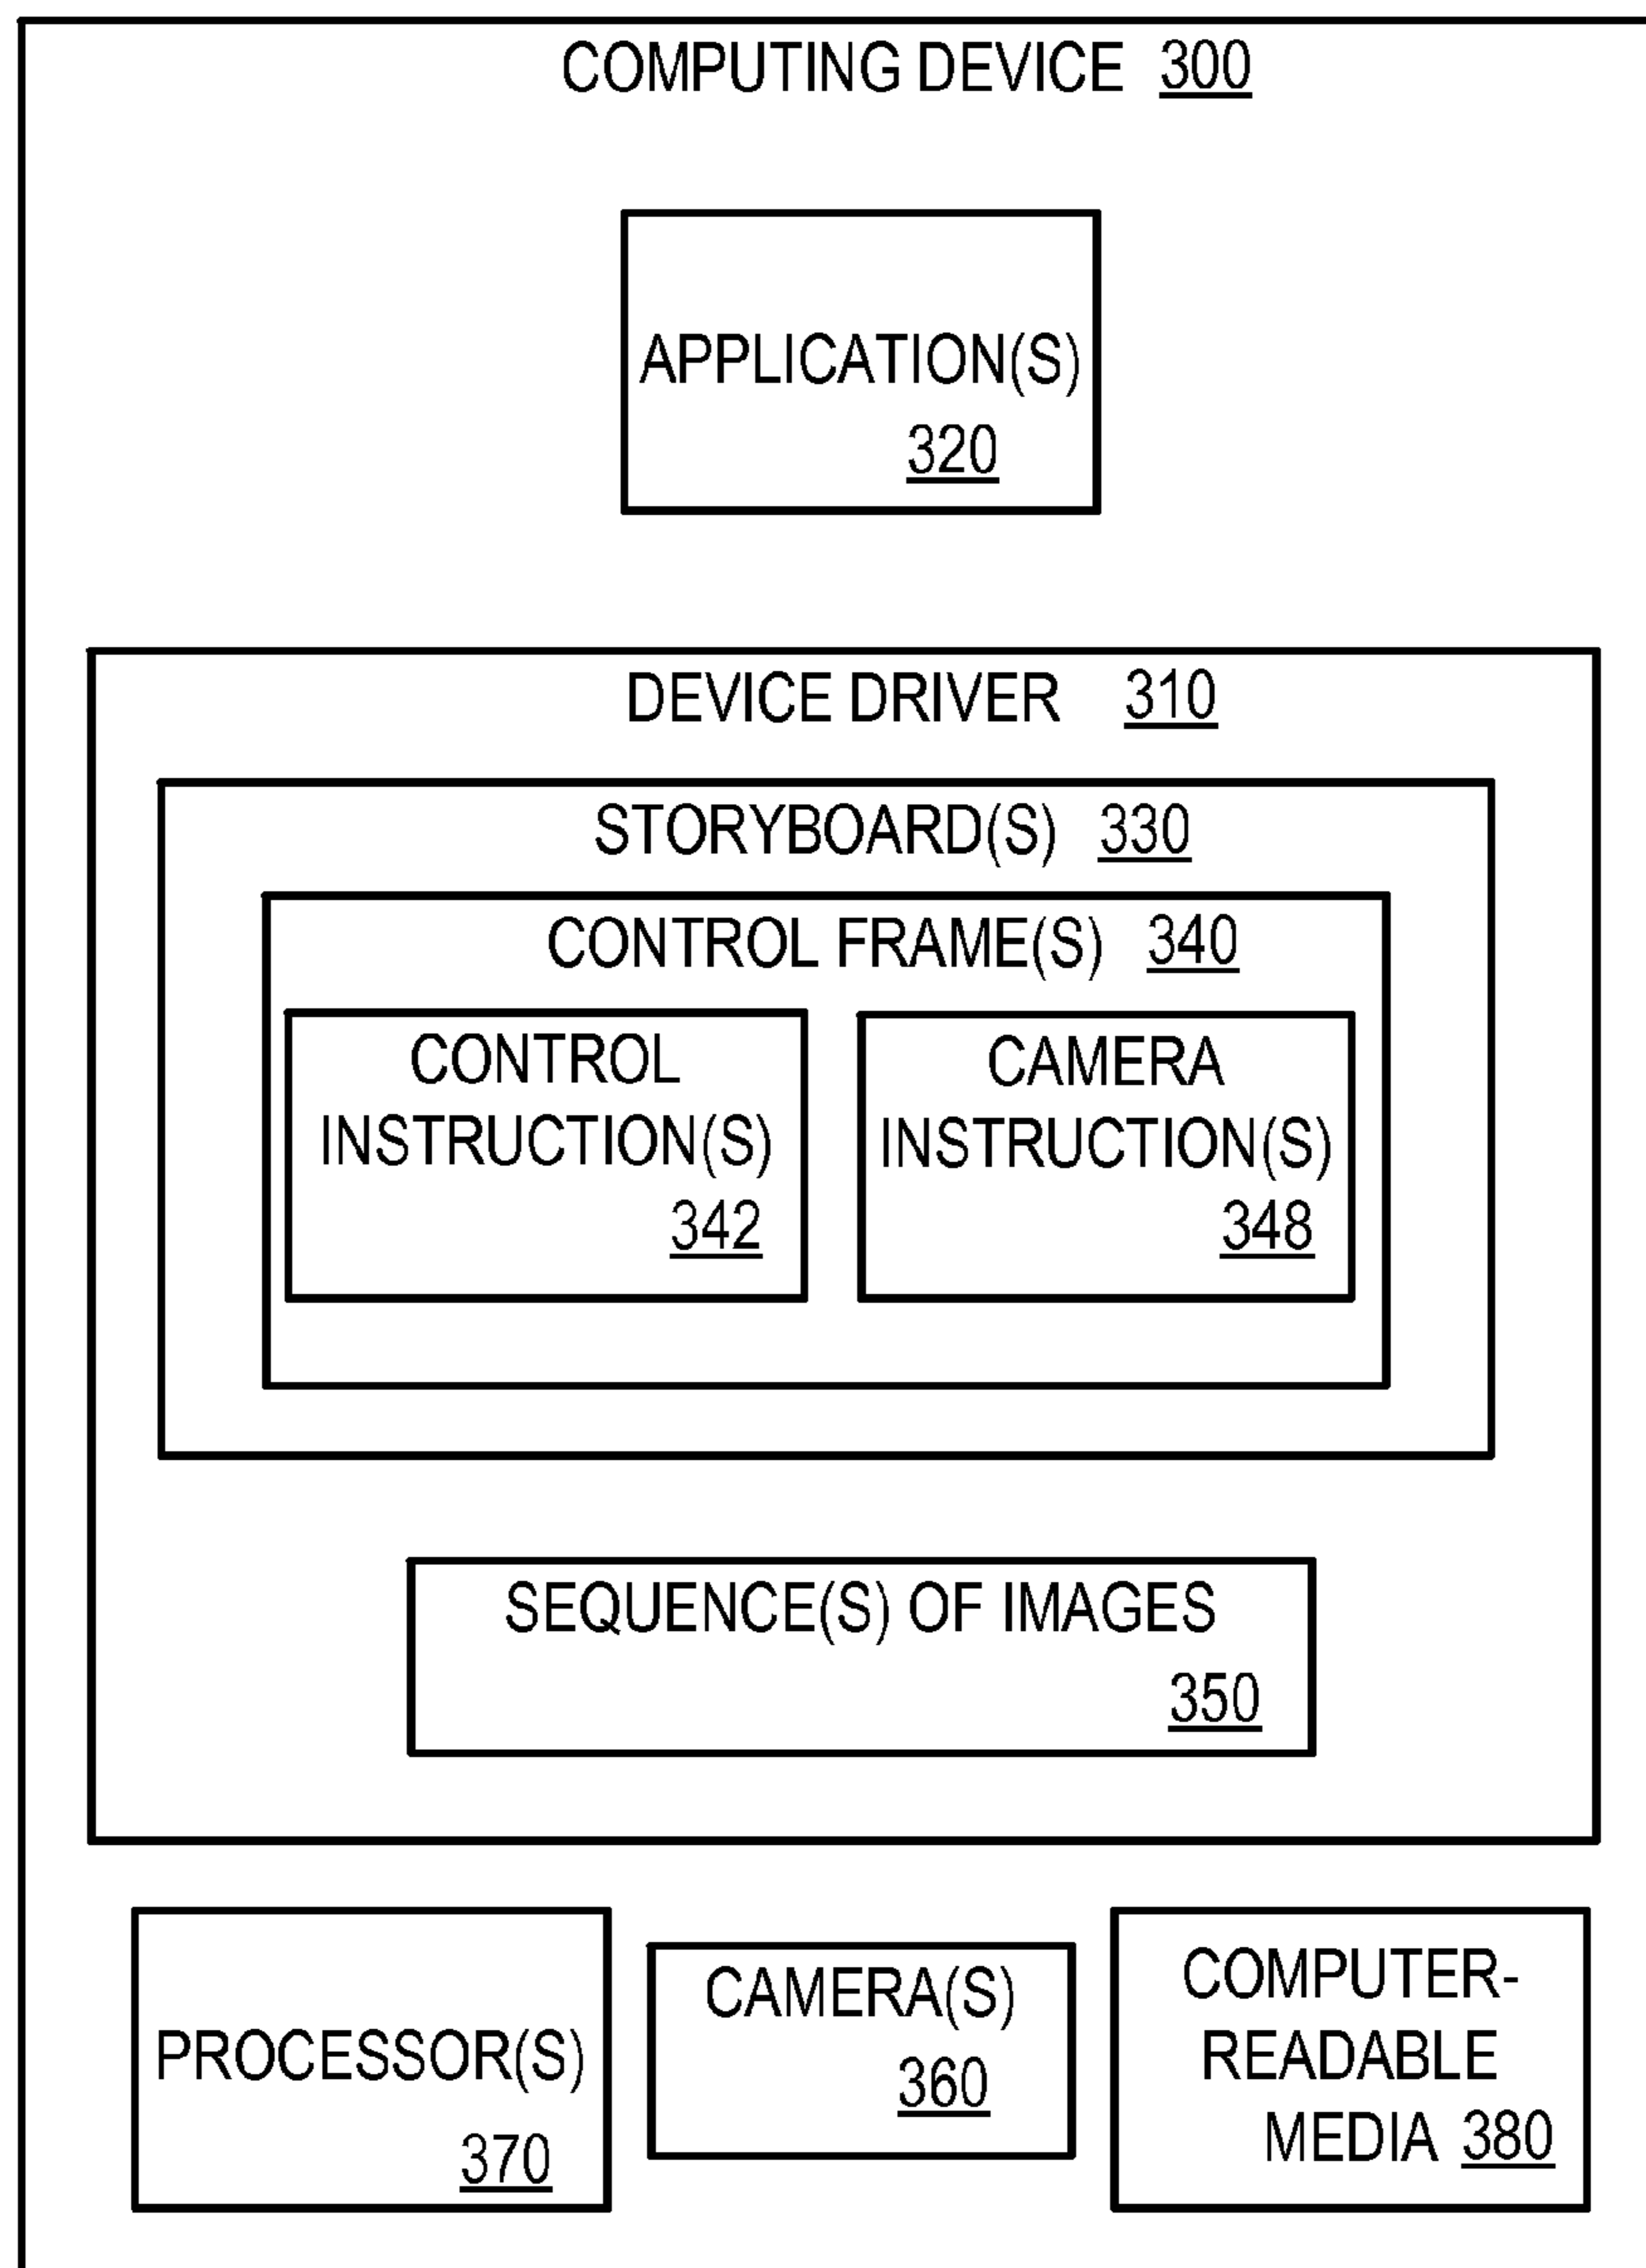 COMPUTING DEVICE 300
APPLICATION(S)
320
DEVICE DRIVER 310
STORYBOARD(S) 330
CONTROL FRAME(S) 340
CONTROL
INSTRUCTION(S)
342
CAMERA
INSTRUCTION(S)
348
SEQUENCE(S) OF IMAGES
350
PROCESSOR(S)
370
CAMERA(S)
360
COMPUTER-
READABLE
MEDIA 380